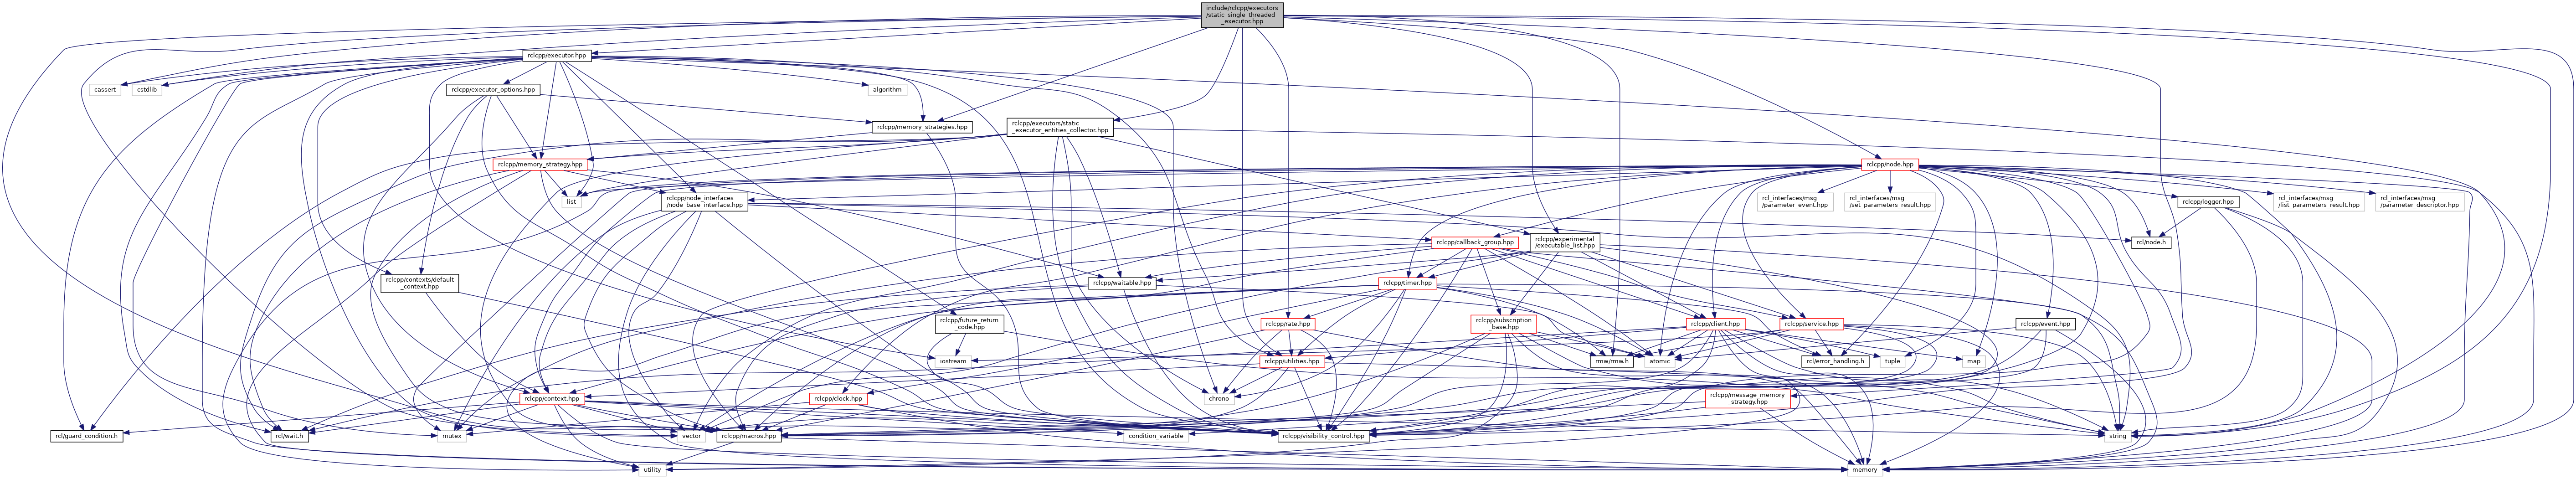 include/rclcpp/executors
/static_single_threaded
_executor.hpp
rclcpp/executor.hpp
cassert
cstdlib
rclcpp/executor_options.hpp
algorithm
rclcpp/memory_strategies.hpp
rclcpp/executors/static
_executor_entities_collector.hpp
rclcpp/memory_strategy.hpp
rclcpp/node.hpp
list
rclcpp/node_interfaces
/node_base_interface.hpp
rcl_interfaces/msg
/parameter_event.hpp
rcl_interfaces/msg
/set_parameters_result.hpp
rclcpp/logger.hpp
rcl_interfaces/msg
/list_parameters_result.hpp
rcl_interfaces/msg
/parameter_descriptor.hpp
rclcpp/callback_group.hpp
rclcpp/experimental
/executable_list.hpp
rcl/node.h
rclcpp/contexts/default
_context.hpp
rclcpp/waitable.hpp
rclcpp/timer.hpp
rclcpp/future_return
_code.hpp
rclcpp/rate.hpp
rclcpp/subscription
_base.hpp
rclcpp/client.hpp
rclcpp/service.hpp
rclcpp/event.hpp
iostream
rclcpp/utilities.hpp
rmw/rmw.h
atomic
rcl/error_handling.h
tuple
map
rclcpp/context.hpp
rclcpp/clock.hpp
chrono
rclcpp/message_memory
_strategy.hpp
rcl/guard_condition.h
rcl/wait.h
mutex
vector
rclcpp/macros.hpp
condition_variable
rclcpp/visibility_control.hpp
string
utility
memory